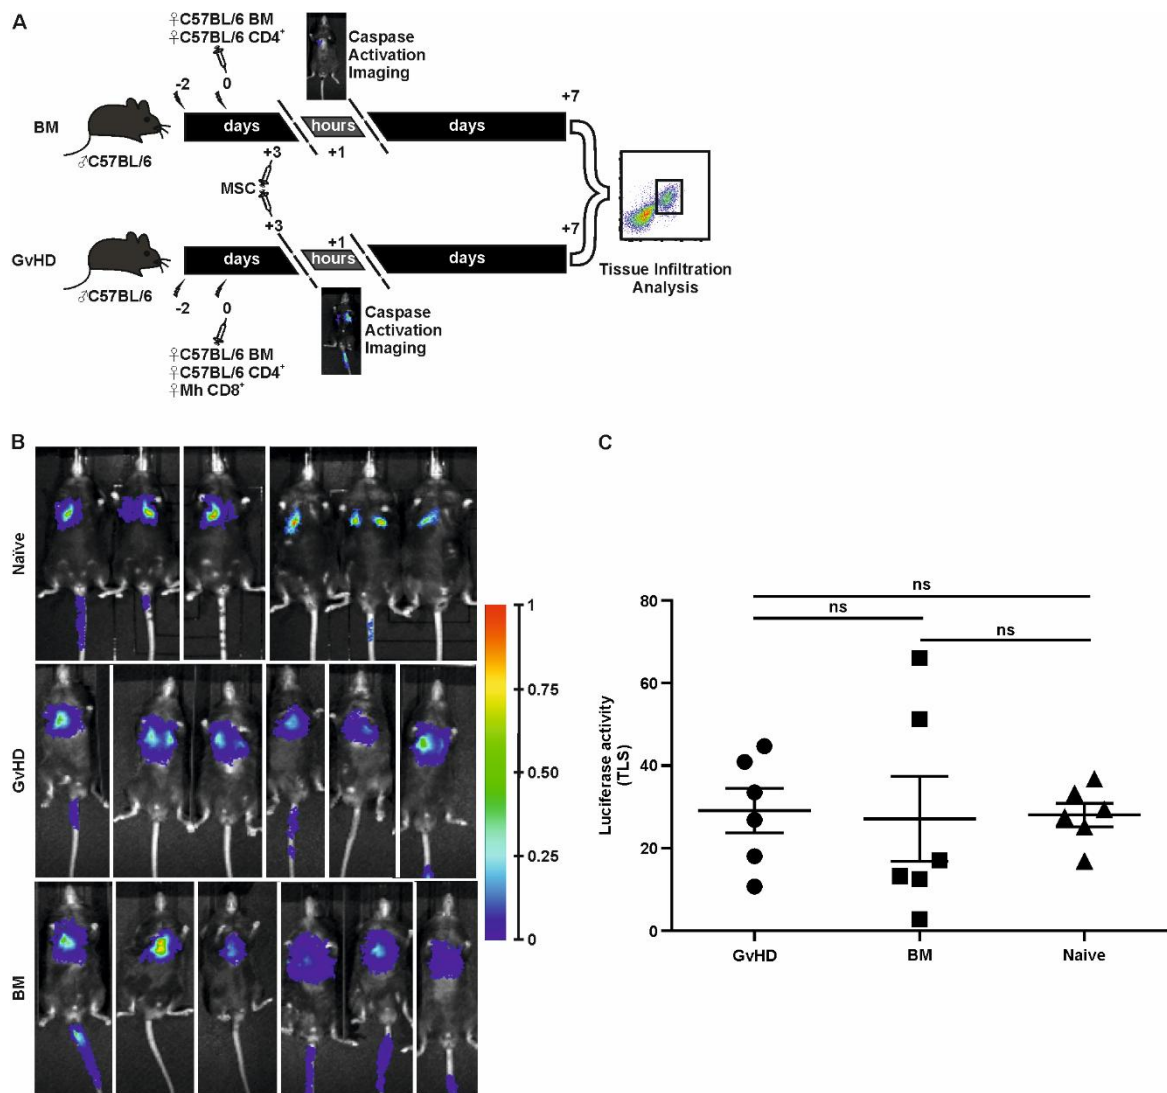 A
♀C57BL/6 BM
♀C57BL/6 CD4⁺
Caspase
Activation
Imaging
-2
0
+7
BM
days
hours
days
♂C57BL/6
+3
+1
MSC
+3
+1
+7
GvHD
days
hours
days
Tissue Infiltration
Analysis
♂C57BL/6
-2
0
Caspase
Activation
Imaging
♀C57BL/6 BM
♀C57BL/6 CD4⁺
♀Mh CD8⁺
B
Naïve
GvHD
BM
1
0.75
0.50
0.25
0
C
ns
ns
ns
80
60
40
20
0
Luciferase activity
(TLS)
GvHD
BM
Naive